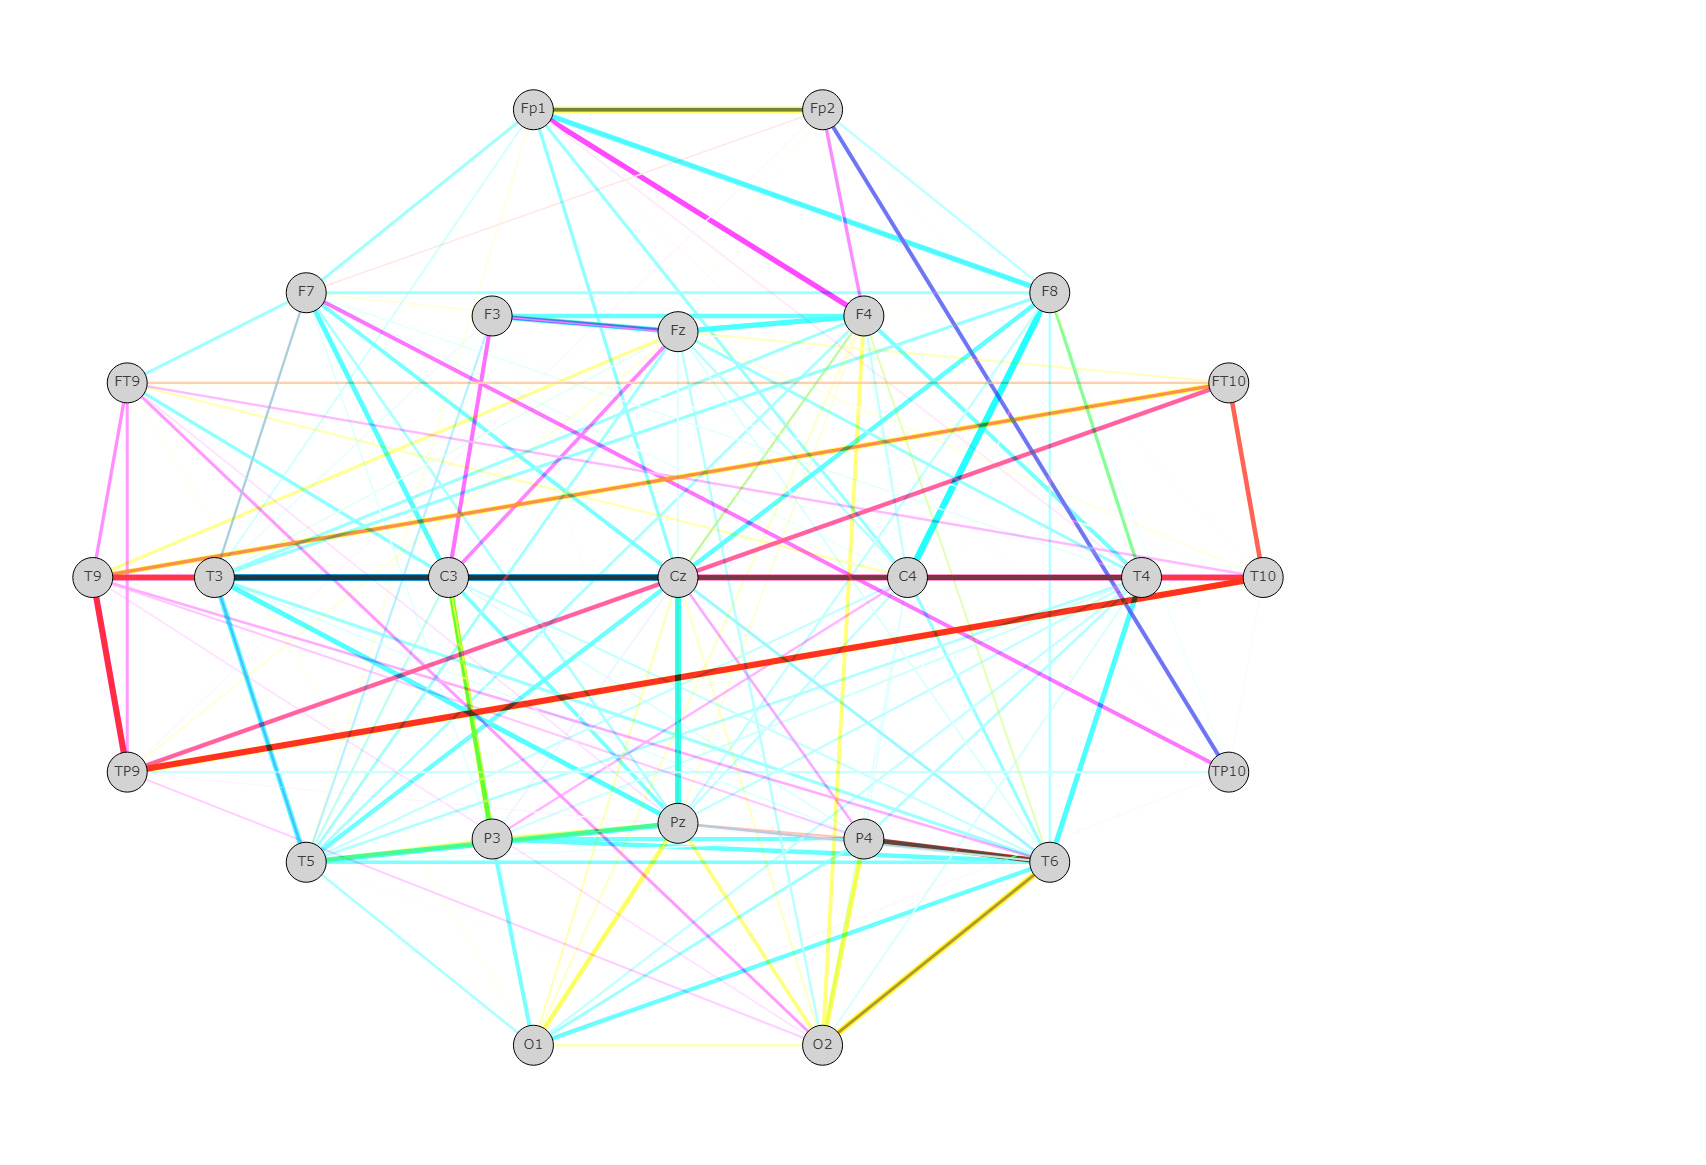 Fp1 Fp2
F7 F8
F3 Fz F4
FT9 FT10
T9 T3 C3 Cz C4 T4 T10
TP9 TP10
Pz
P3 P4
T5 T6
O1 O2